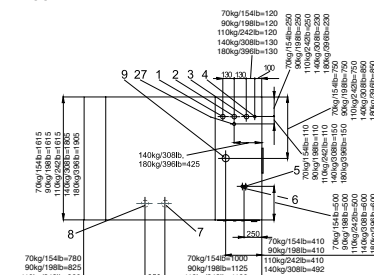 70kg/154lb=120
90kg/198lb=120
110kg/242lb=120
140kg/308lb=130
180kg/396lb=130
100
130 130
9 27 1 2 3 4
70kg/154lb=250
90kg/198lb=250
110kg/242lb=250
140kg/308lb=230
180kg/396lb=230
70kg/154lb=750
90kg/198lb=750
110kg/242lb=750
140kg/308lb=850
70kg/154lb=1615
90kg/198lb=1615
110kg/242lb=1615
140kg/308lb=1805
180kg/396lb=1905
140kg/308lb,
180kg/396lb=425
70kg/154lb=110
90kg/198lb=110
110kg/242lb=110
140kg/308lb=150
180kg/396lb=150
5
6
70kg/154lb=500
90kg/198lb=500
110kg/242lb=500
140kg/308lb=600
8
7
250
70kg/154lb=780
90kg/198lb=825
70kg/154lb=1000
90kg/198lb=1125
70kg/154lb=410
90kg/198lb=410
110kg/242lb=410
140kg/308lb=492